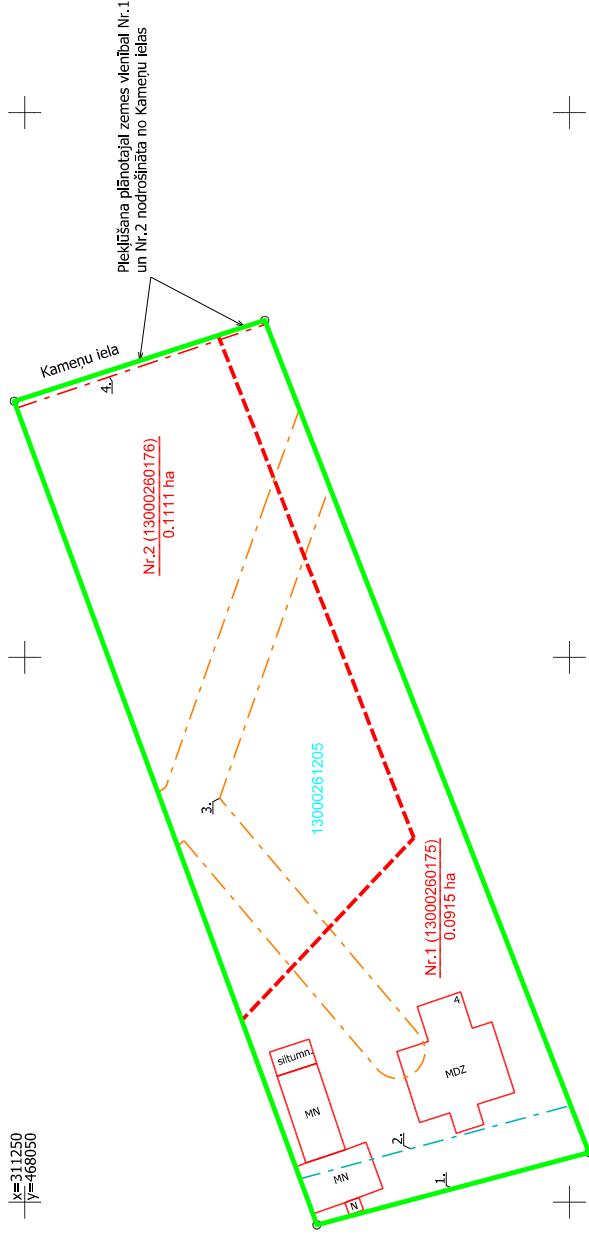 Piekļūšana plānotajai zemes vienībai Nr.1
un Nr.2 nodrošināta no Kameņu ielas
Kameņu iela
4.
Nr.2 (13000260176)
0.1111 ha
3.
13000261205
Nr.1 (13000260175)
0.0915 ha
siltumn.
MN
4
MDZ
MN
N
2.
1.
x=311250
y=468050